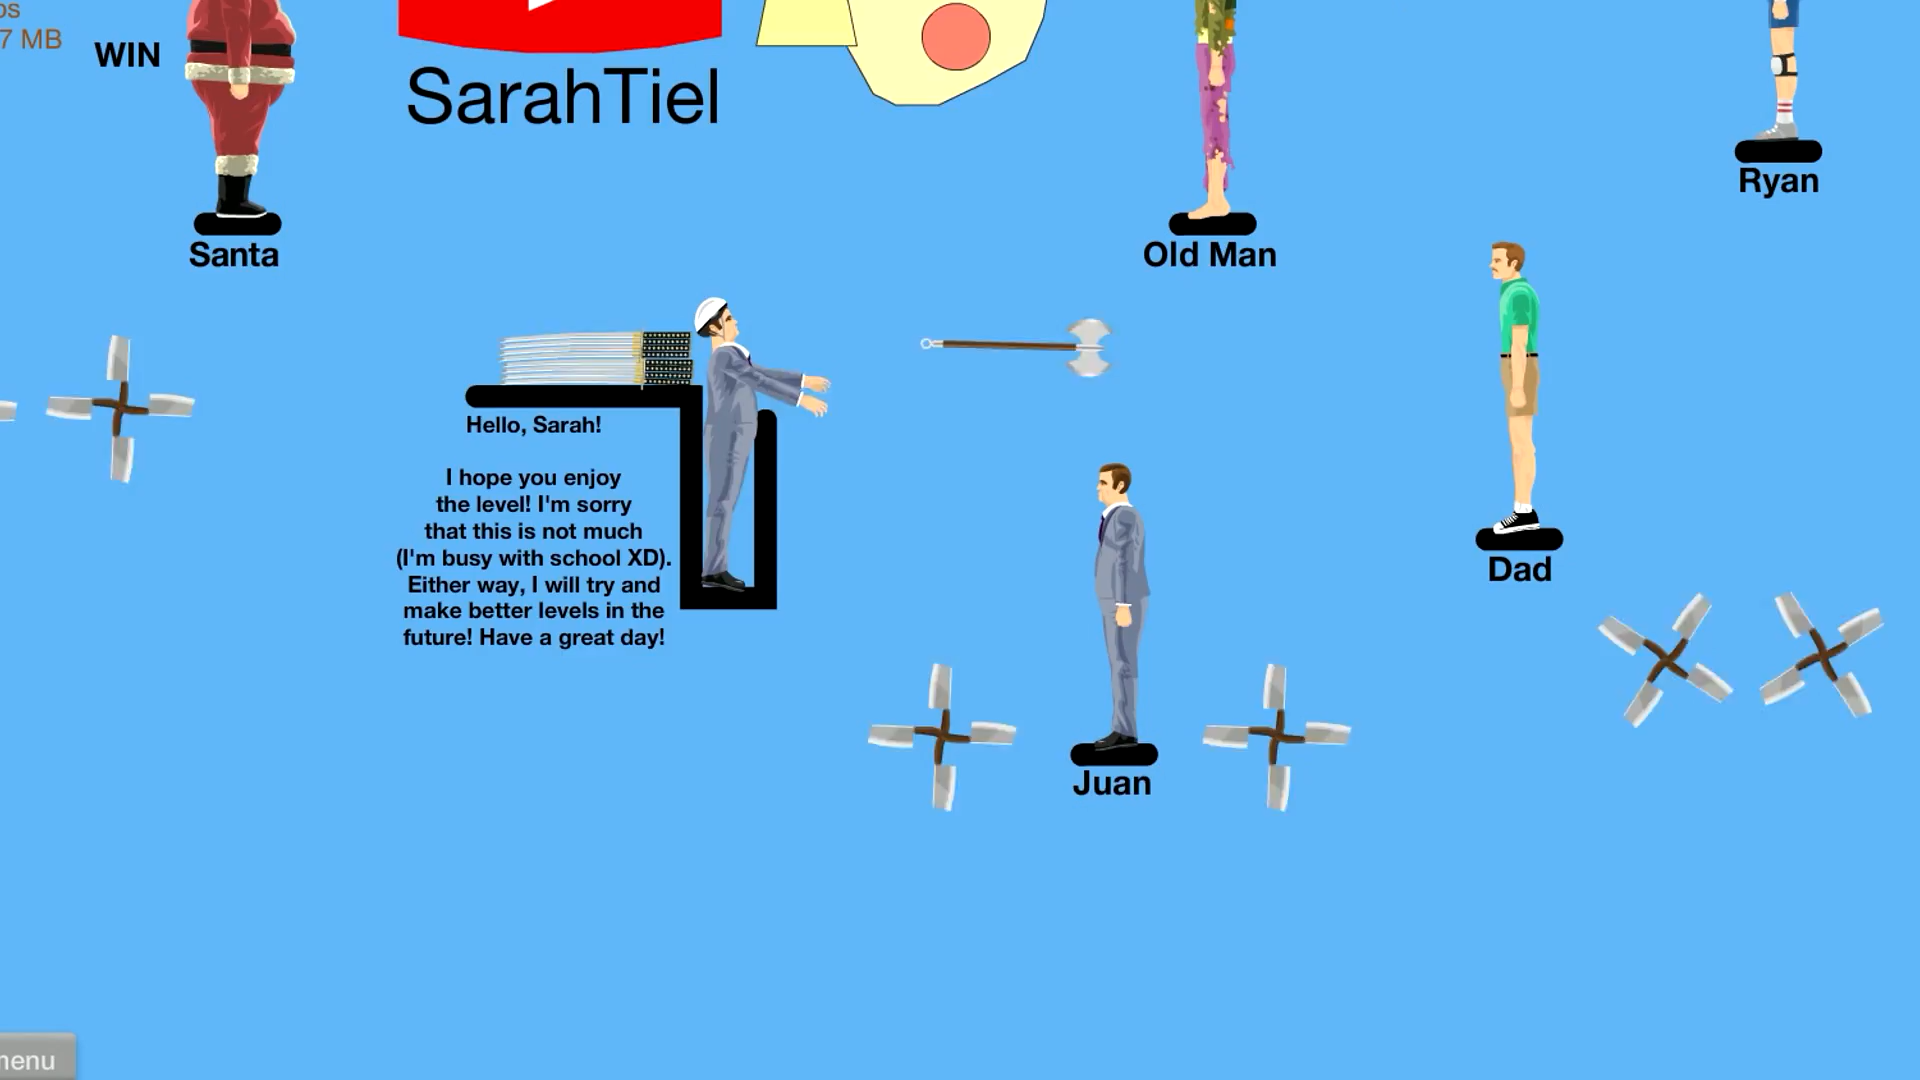 7 MB
WIN
SarahTiel
Ryan
Santa
Old Man
Hello, Sarah!
I hope you enjoy
the level! I'm sorry
that this is not much
(I'm busy with school XD).
Either way, I will try and
make better levels in the
future! Have a great day!
Dad
Juan
menu